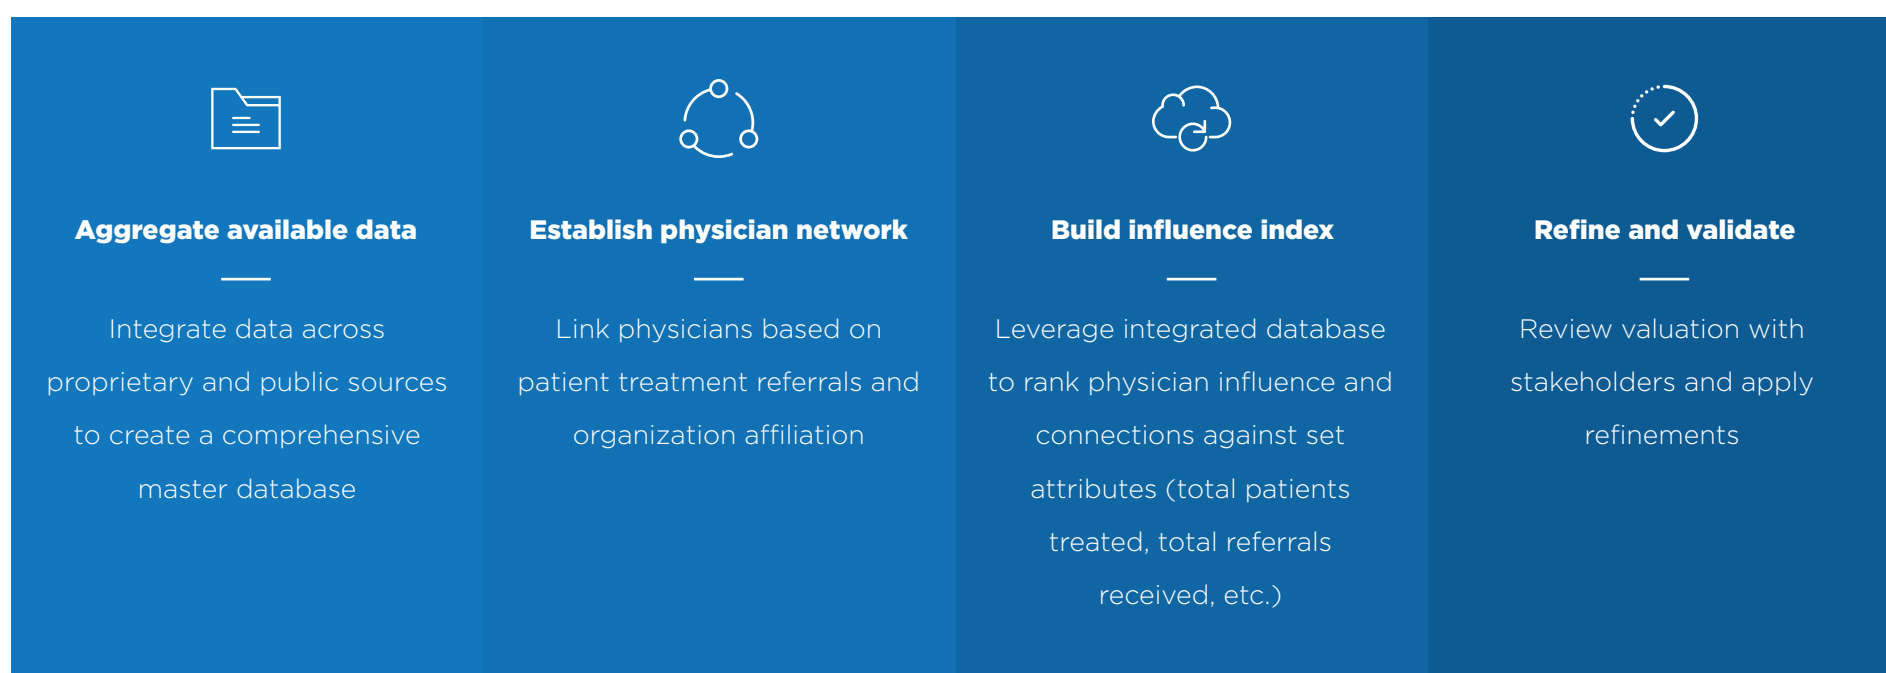 Aggregate available data
Integrate data across
proprietary and public sources
to create a comprehensive
master database
Establish physician network
Link physicians based on
patient treatment referrals and
organization affiliation
Build influence index
Leverage integrated database
to rank physician influence and
connections against set
attributes (total patients
treated, total referrals
received, etc.)
Refine and validate
Review valuation with
stakeholders and apply
refinements